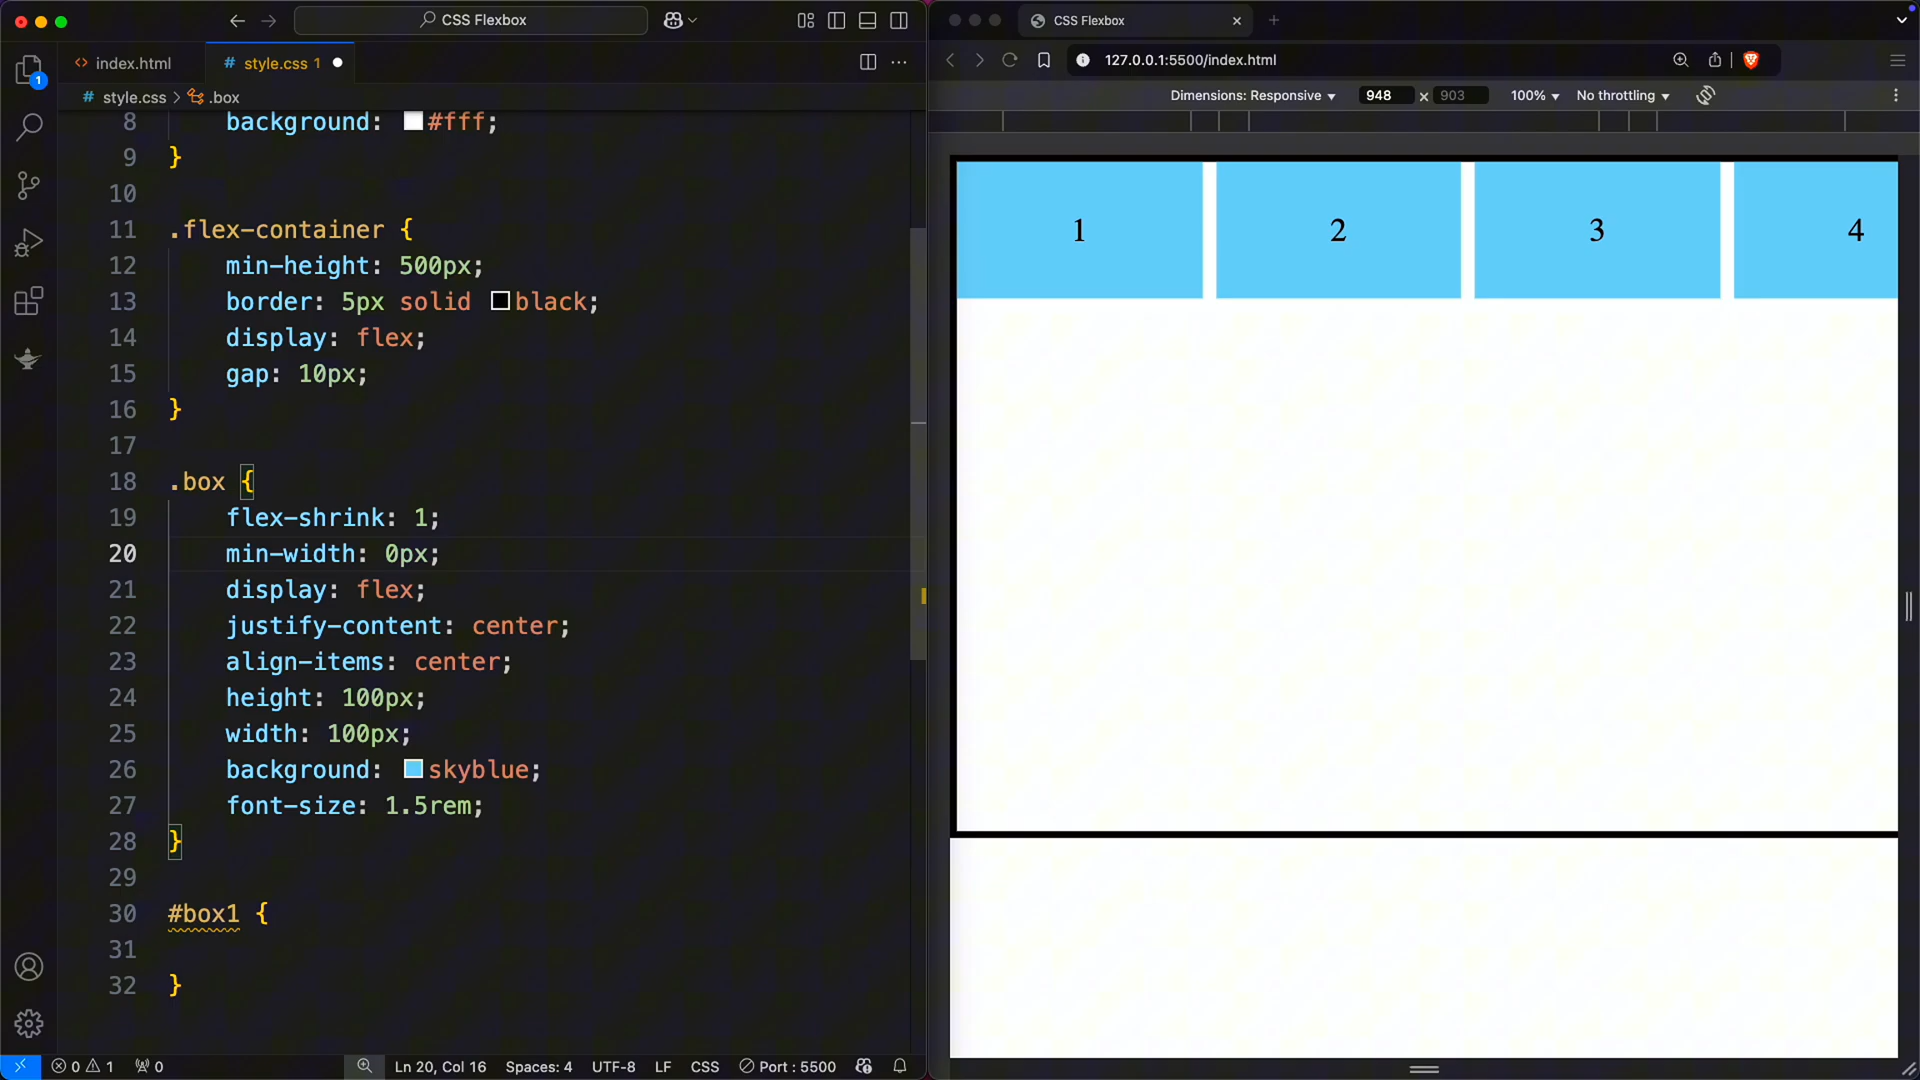 CSS Flexbox
index.html
# style.css 1
# style.css > .box
8 background: #fff;
9 }
10
11 .flex-container {
12 min-height: 500px;
13 border: 5px solid black;
14 display: flex;
15 gap: 10px;
16 }
17
18 .box {
19 flex-shrink: 1;
20 min-width: 0px;
21 display: flex;
22 justify-content: center;
23 align-items: center;
24 height: 100px;
25 width: 100px;
26 background: skyblue;
27 font-size: 1.5rem;
28 }
29
30 #box1 {
31
32 }
1
0 1 0 Ln 20, Col 16 Spaces: 4 UTF-8 LF CSS Port : 5500
CSS Flexbox
127.0.0.1:5500/index.html
Dimensions: Responsive 948 × 903 100% No throttling
1 2 3 4